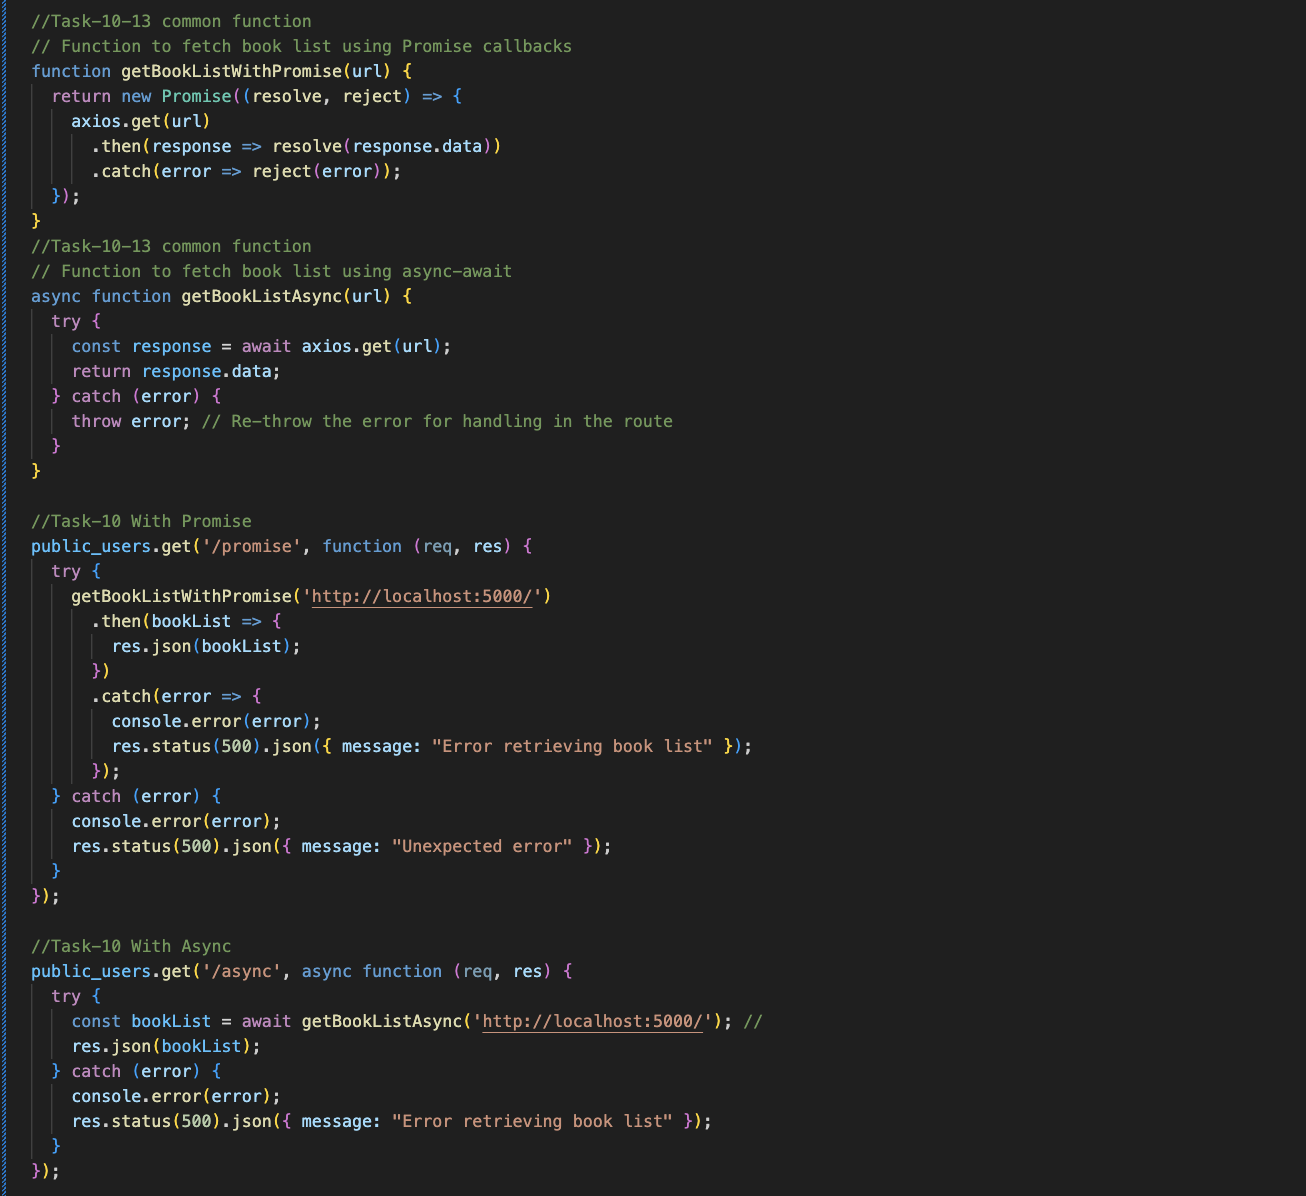 //Task-10-13 common function
// Function to fetch book list using Promise callbacks
function getBookListWithPromise(url) {
  return new Promise((resolve, reject) => {
    axios.get(url)
      .then(response => resolve(response.data))
      .catch(error => reject(error));
  });
}
//Task-10-13 common function
// Function to fetch book list using async-await
async function getBookListAsync(url) {
  try {
    const response = await axios.get(url);
    return response.data;
  } catch (error) {
    throw error; // Re-throw the error for handling in the route
  }
}

//Task-10 With Promise
public_users.get('/promise', function (req, res) {
  try {
    getBookListWithPromise('http://localhost:5000/')
      .then(bookList => {
        res.json(bookList);
      })
      .catch(error => {
        console.error(error);
        res.status(500).json({ message: "Error retrieving book list" });
      });
  } catch (error) {
    console.error(error);
    res.status(500).json({ message: "Unexpected error" });
  }
});

//Task-10 With Async
public_users.get('/async', async function (req, res) {
  try {
    const bookList = await getBookListAsync('http://localhost:5000/'); //
    res.json(bookList);
  } catch (error) {
    console.error(error);
    res.status(500).json({ message: "Error retrieving book list" });
  }
});